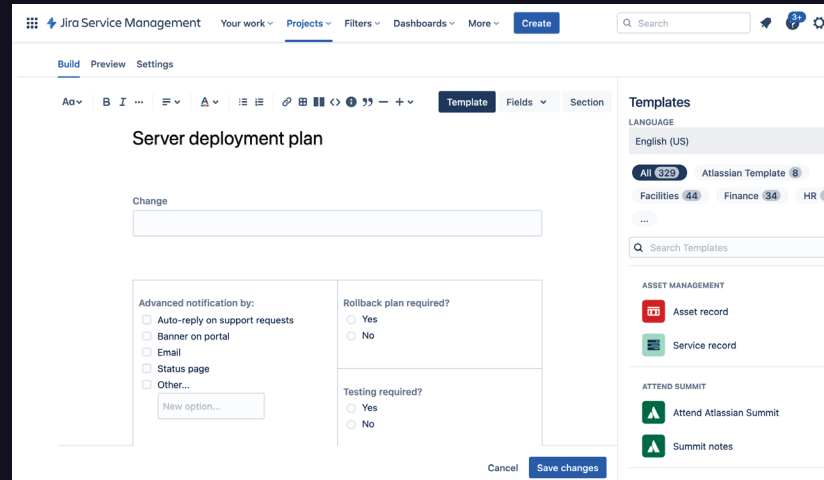 Jira Service Management Your work Projects Filters Dashboards More Create Search 3+
Build Preview Settings
Aa B I ... A Template Fields Section
Server deployment plan
Change
Advanced notification by:
Auto-reply on support requests
Banner on portal
Email
Status page
Other...
New option...
Rollback plan required?
Yes
No
Testing required?
Yes
No
Cancel Save changes
Templates
LANGUAGE
English (US)
All 329 Atlassian Template 8
Facilities 44 Finance 34 HR
...
Search Templates
ASSET MANAGEMENT
Asset record
Service record
ATTEND SUMMIT
Attend Atlassian Summit
Summit notes